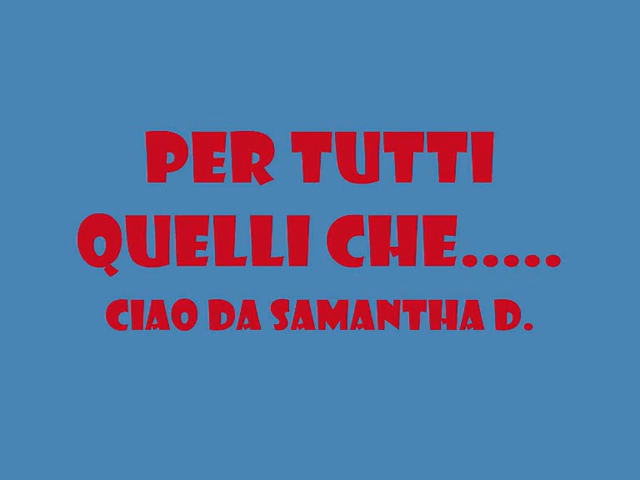 PER TUTTI
QUELLI CHE.....
CIAO DA SAMANTHA D.